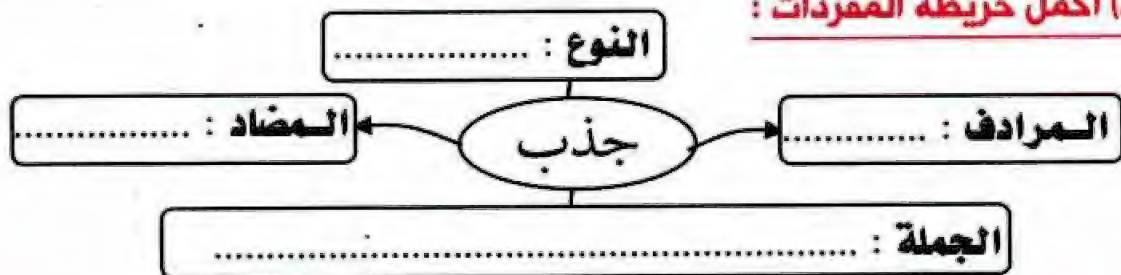 ) أكمل خريطة المفردات :
النوع : ..................
المرادف : ..............
جذب
المضاد : ................
الجملة : ................................................................